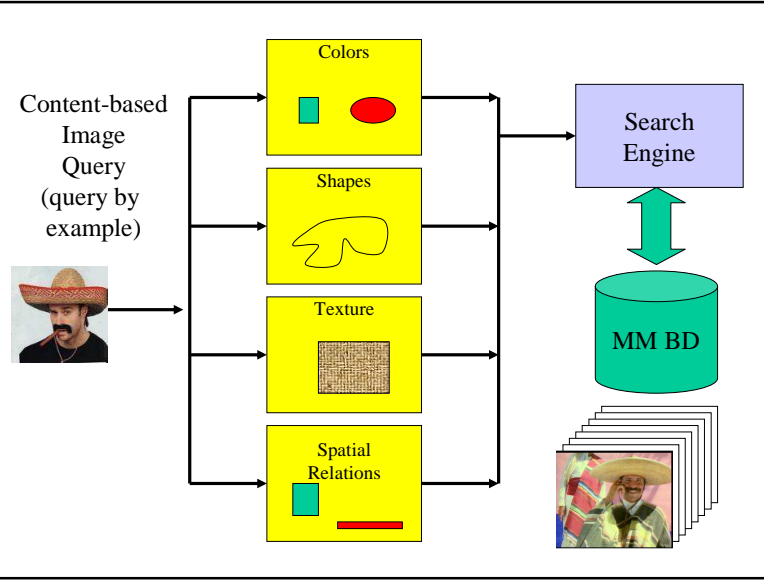 Content-based
Image
Query
(query by
example)
Colors
Shapes
Texture
Spatial
Relations
Search
Engine
MM BD